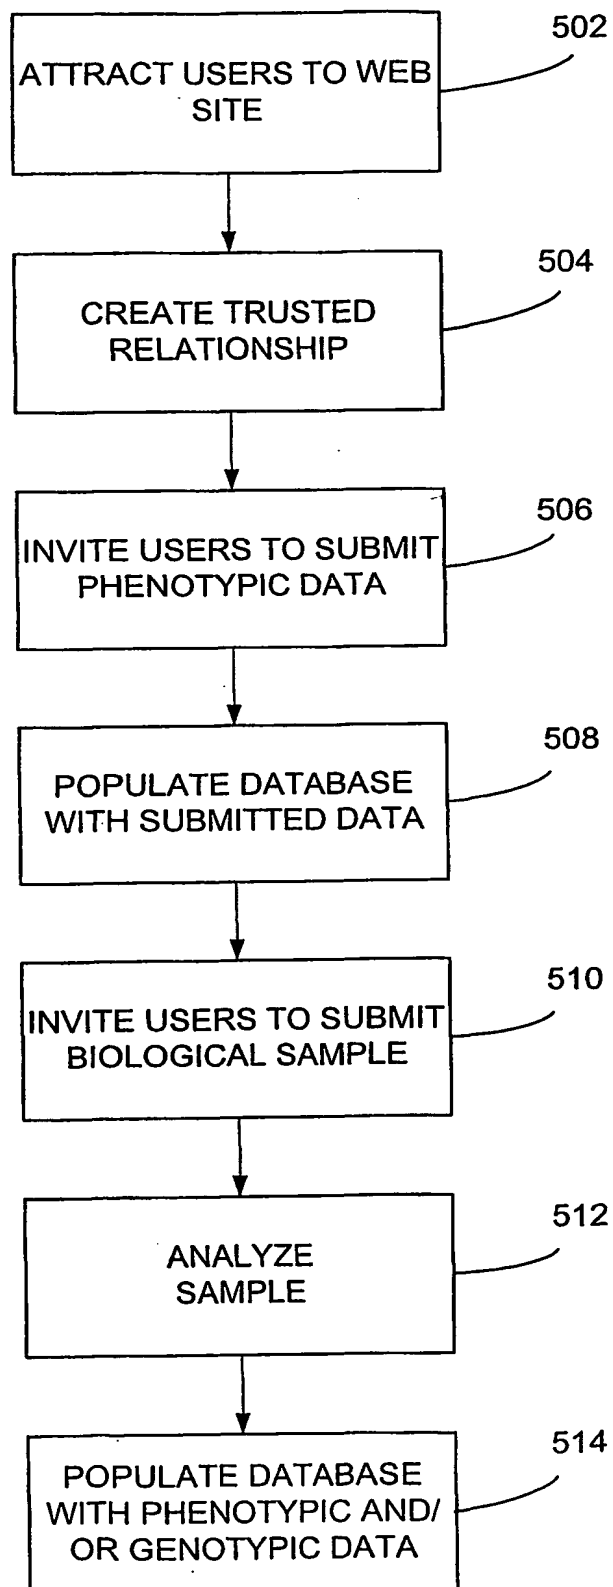 502
ATTRACT USERS TO WEB
SITE
504
CREATE TRUSTED
RELATIONSHIP
506
INVITE USERS TO SUBMIT
PHENOTYPIC DATA
508
POPULATE DATABASE
WITH SUBMITTED DATA
510
INVITE USERS TO SUBMIT
BIOLOGICAL SAMPLE
512
ANALYZE
SAMPLE
514
POPULATE DATABASE
WITH PHENOTYPIC AND/
OR GENOTYPIC DATA